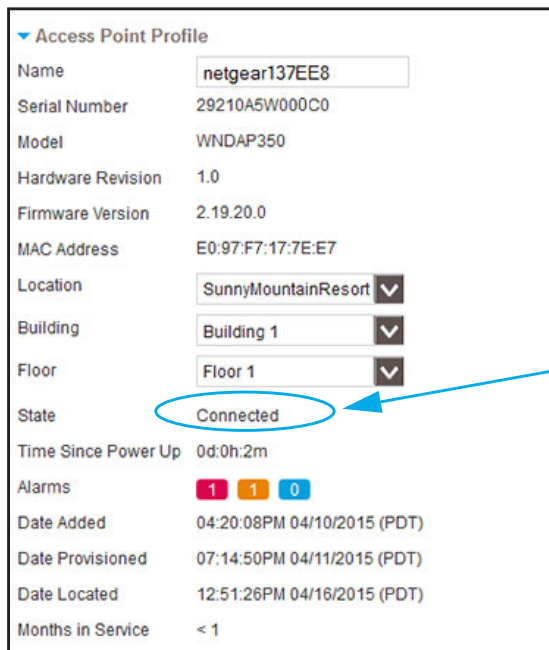 Access Point Profile
Name netgear137EE8
Serial Number 29210A5W000C0
Model WNDAP350
Hardware Revision 1.0
Firmware Version 2.19.20.0
MAC Address E0:97:F7:17:7E:E7
Location SunnyMountainResort
Building Building 1
Floor Floor 1
State Connected
Time Since Power Up 0d:0h:2m
Alarms 1 1 0
Date Added 04:20:08PM 04/10/2015 (PDT)
Date Provisioned 07:14:50PM 04/11/2015 (PDT)
Date Located 12:51:26PM 04/16/2015 (PDT)
Months in Service < 1